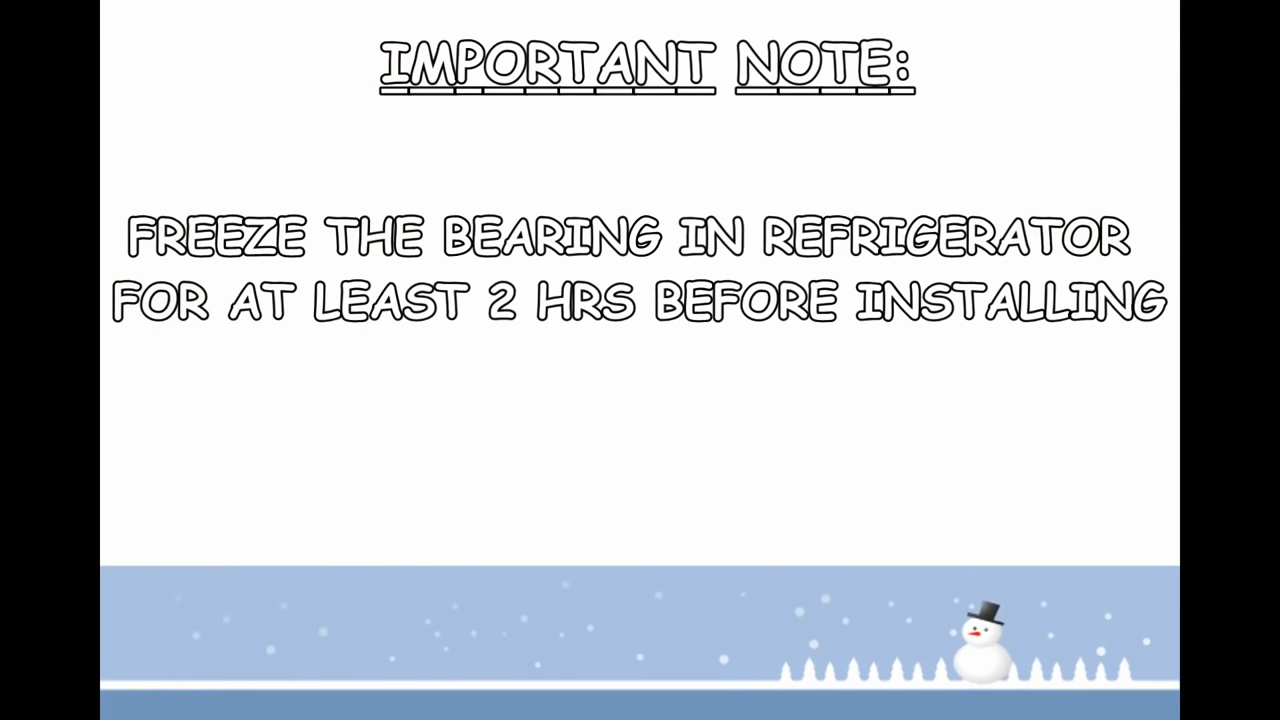 IMPORTANT NOTE:
FREEZE THE BEARING IN REFRIGERATOR
FOR AT LEAST 2 HRS BEFORE INSTALLING